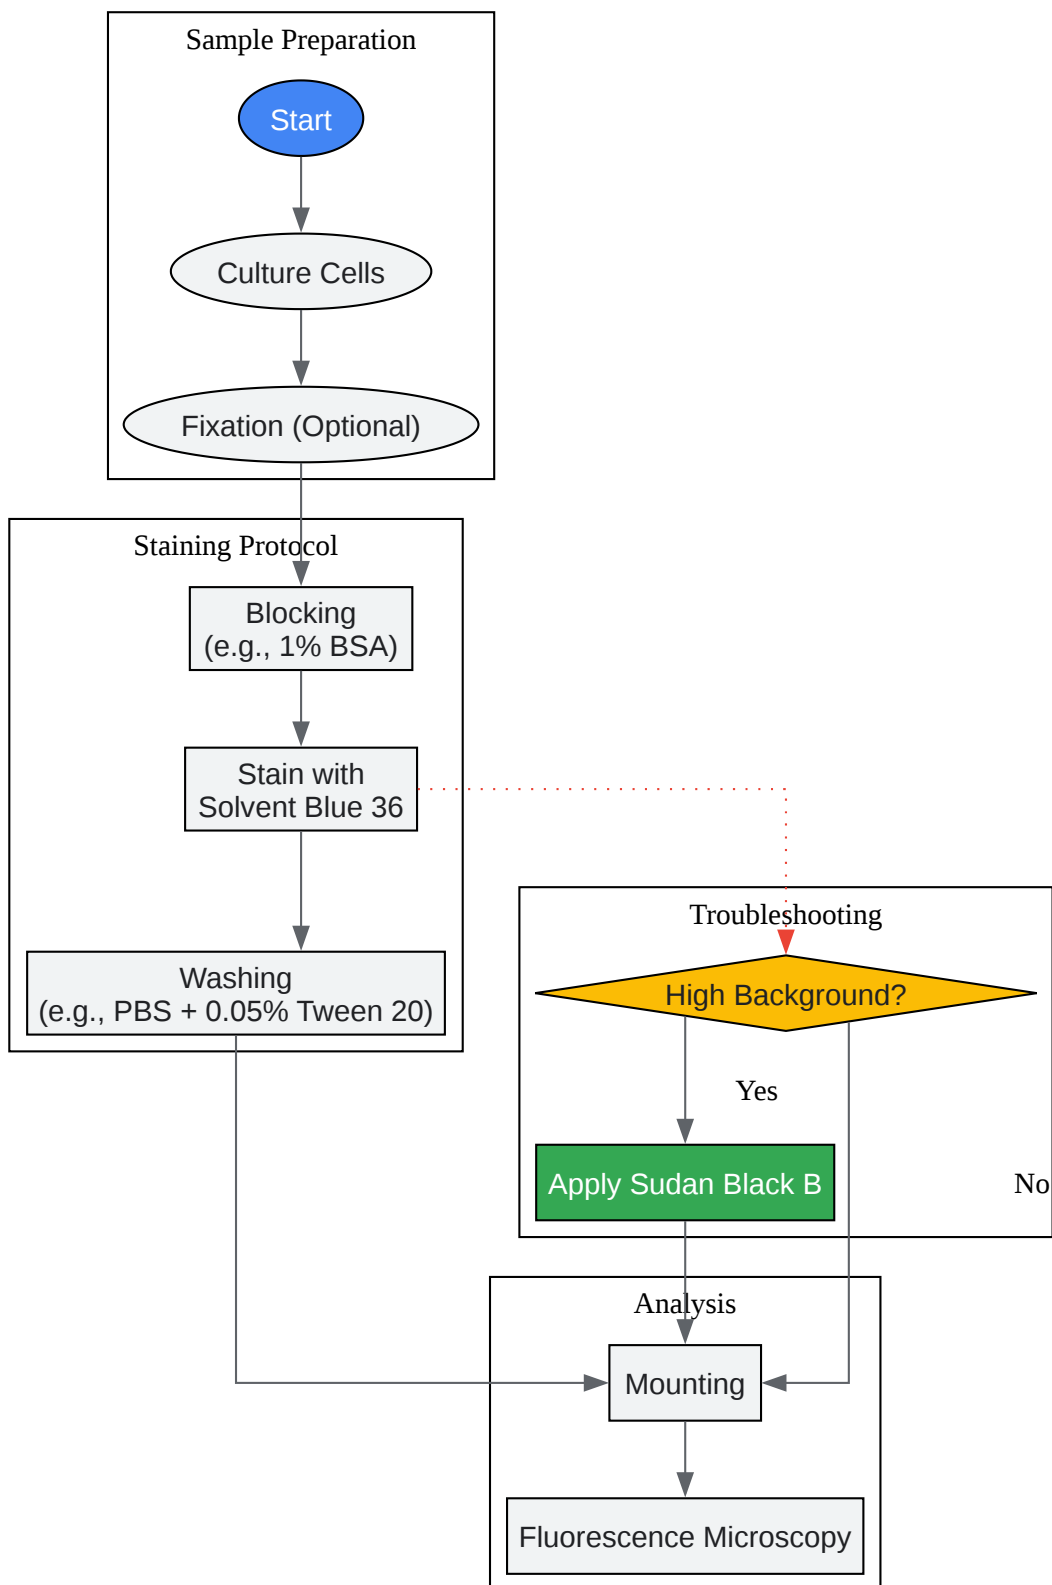 Sample Preparation
Start
Culture Cells
Fixation (Optional)
Staining Protocol
Blocking
(e.g., 1% BSA)
Stain with
Solvent Blue 36
Washing
(e.g., PBS + 0.05% Tween 20)
Troubleshooting
High Background?
Yes
Apply Sudan Black B
No
Analysis
Mounting
Fluorescence Microscopy